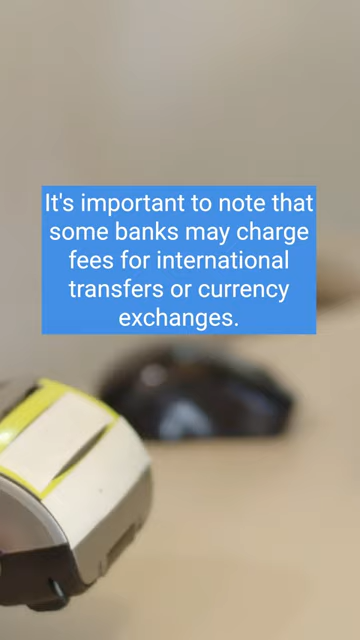 It's important to note that
some banks may charge
fees for international
transfers or currency
exchanges.